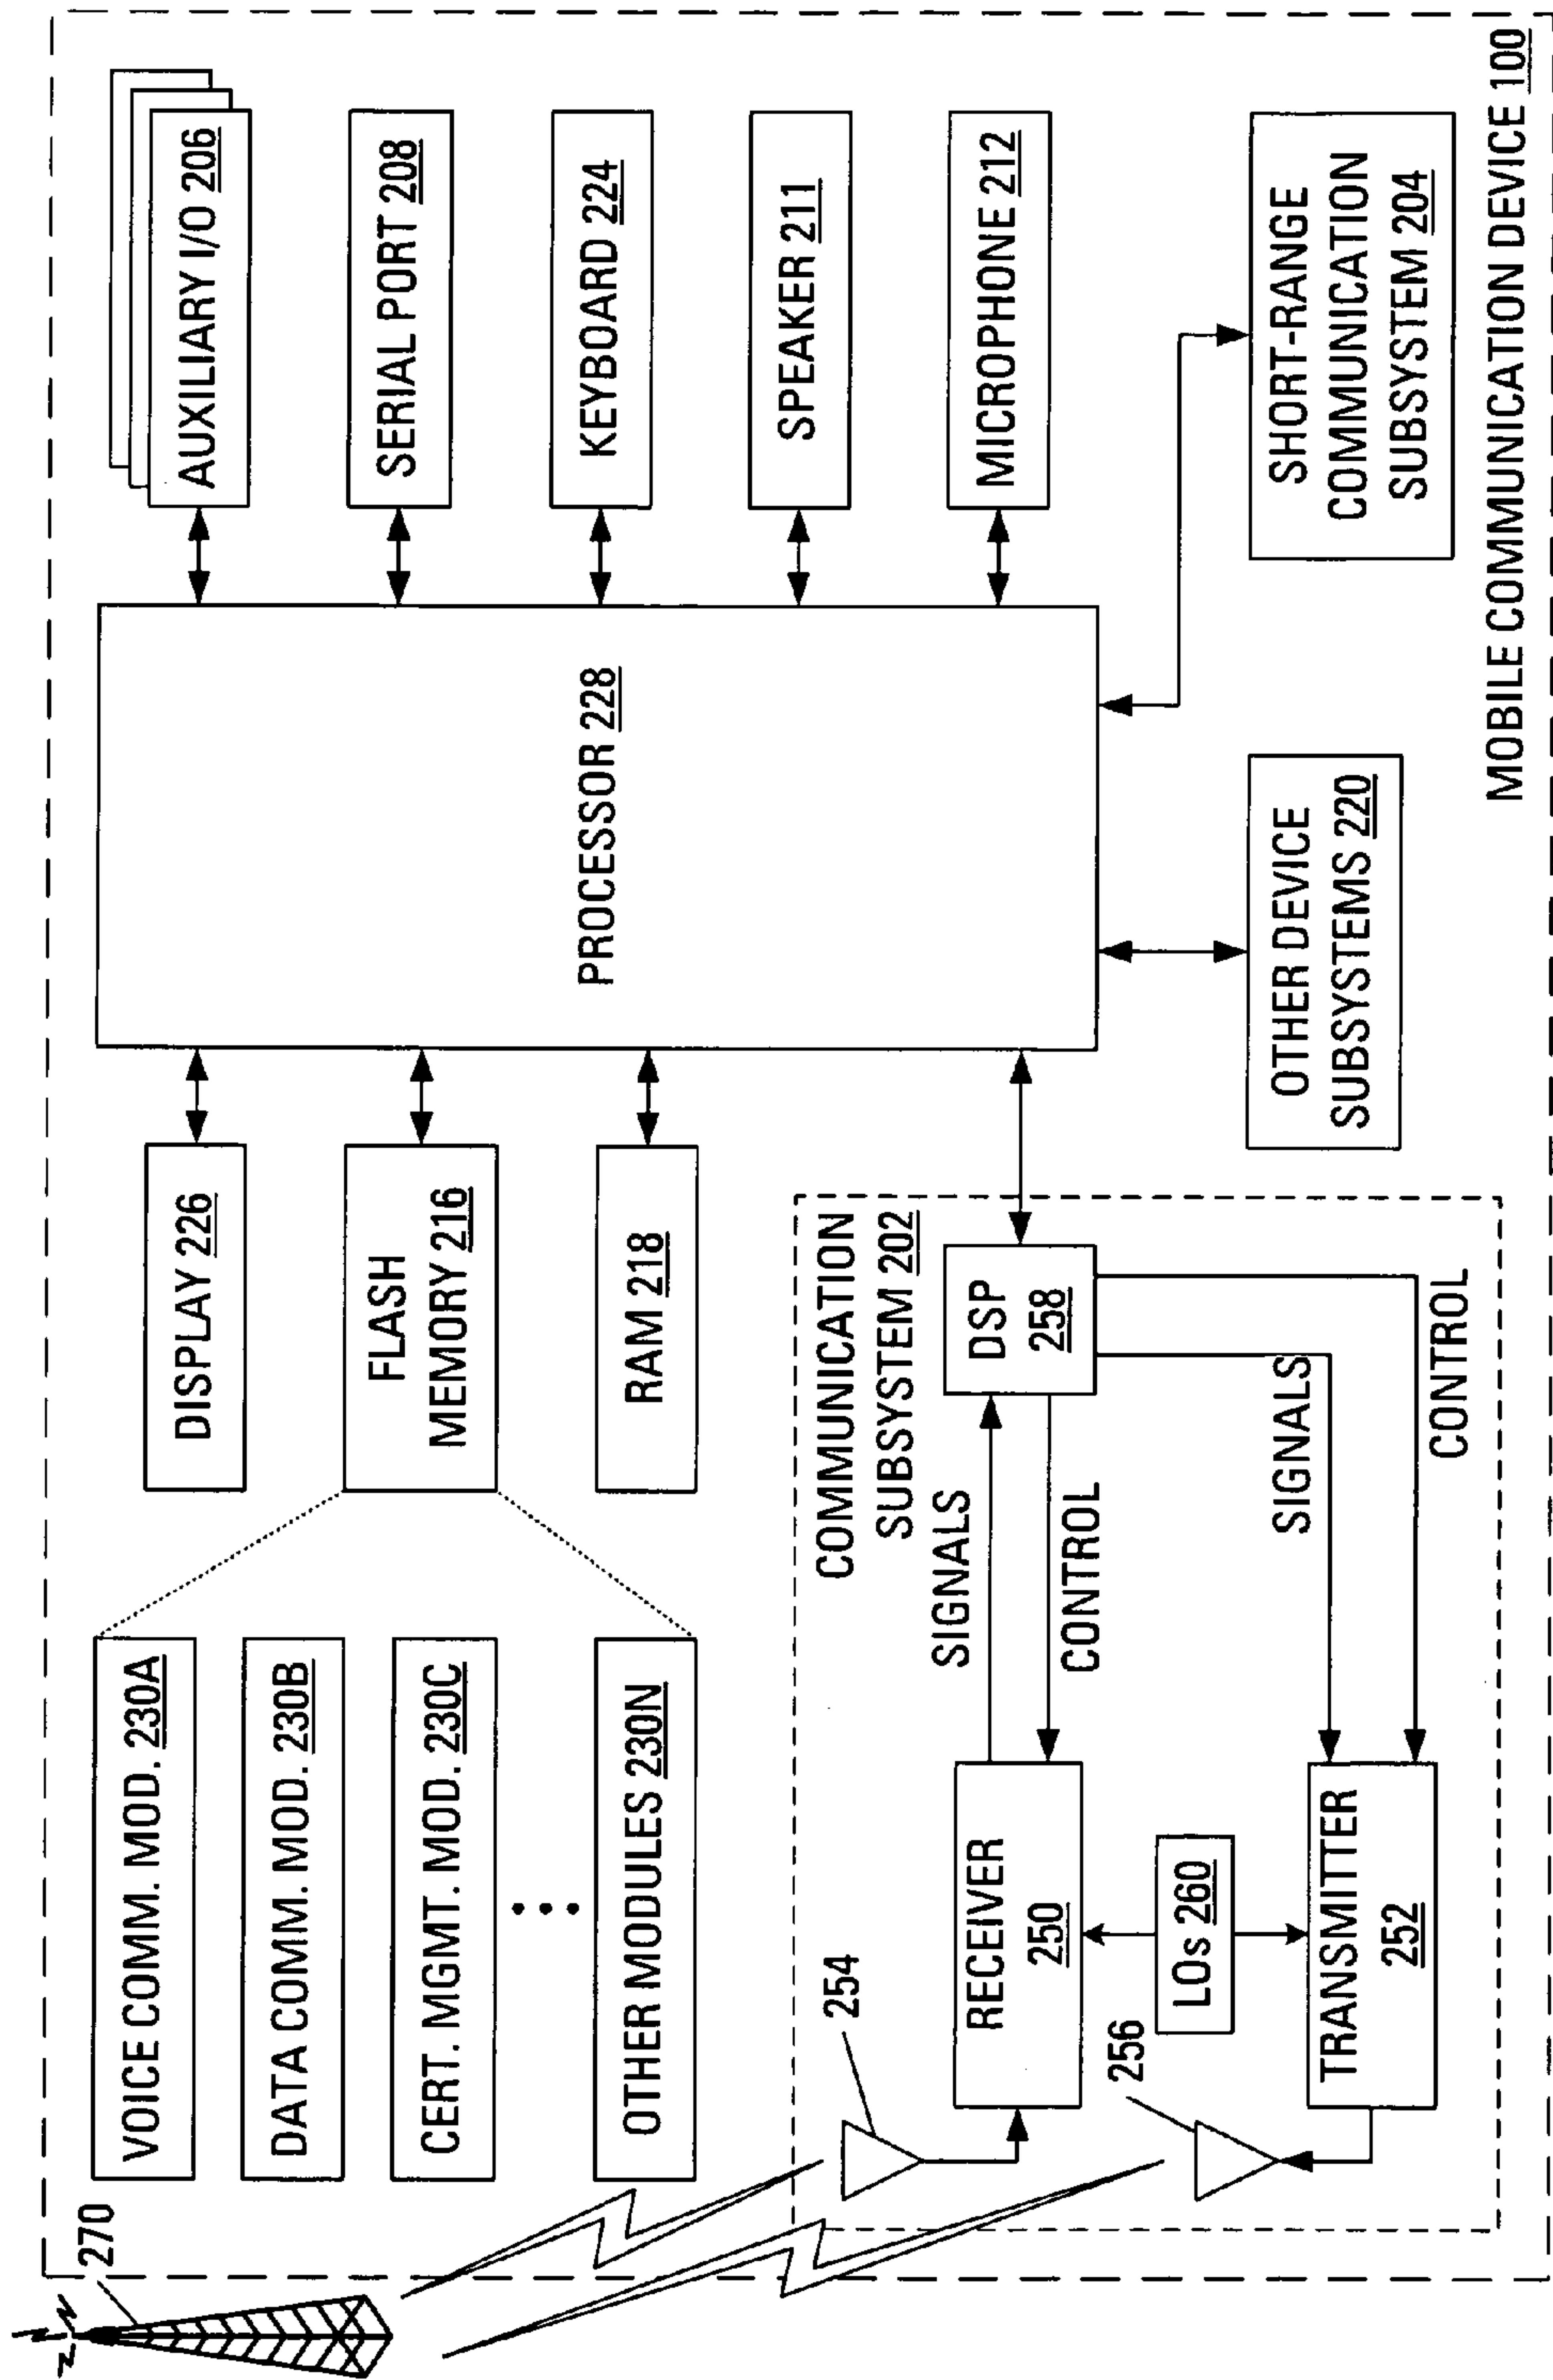 270
VOICE COMM. MOD. 230A
DATA COMM. MOD. 230B
CERT. MGMT. MOD. 230C
OTHER MODULES 230N
DISPLAY 226
FLASH
MEMORY 216
RAM 218
PROCESSOR 228
AUXILIARY I/O 206
SERIAL PORT 208
KEYBOARD 224
SPEAKER 211
MICROPHONE 212
COMMUNICATION
SUBSYSTEM 202
254
RECEIVER
250
SIGNALS
CONTROL
DSP
258
256
LOs 260
TRANSMITTER
252
SIGNALS
CONTROL
OTHER DEVICE
SUBSYSTEMS 220
SHORT-RANGE
COMMUNICATION
SUBSYSTEM 204
MOBILE COMMUNICATION DEVICE 100